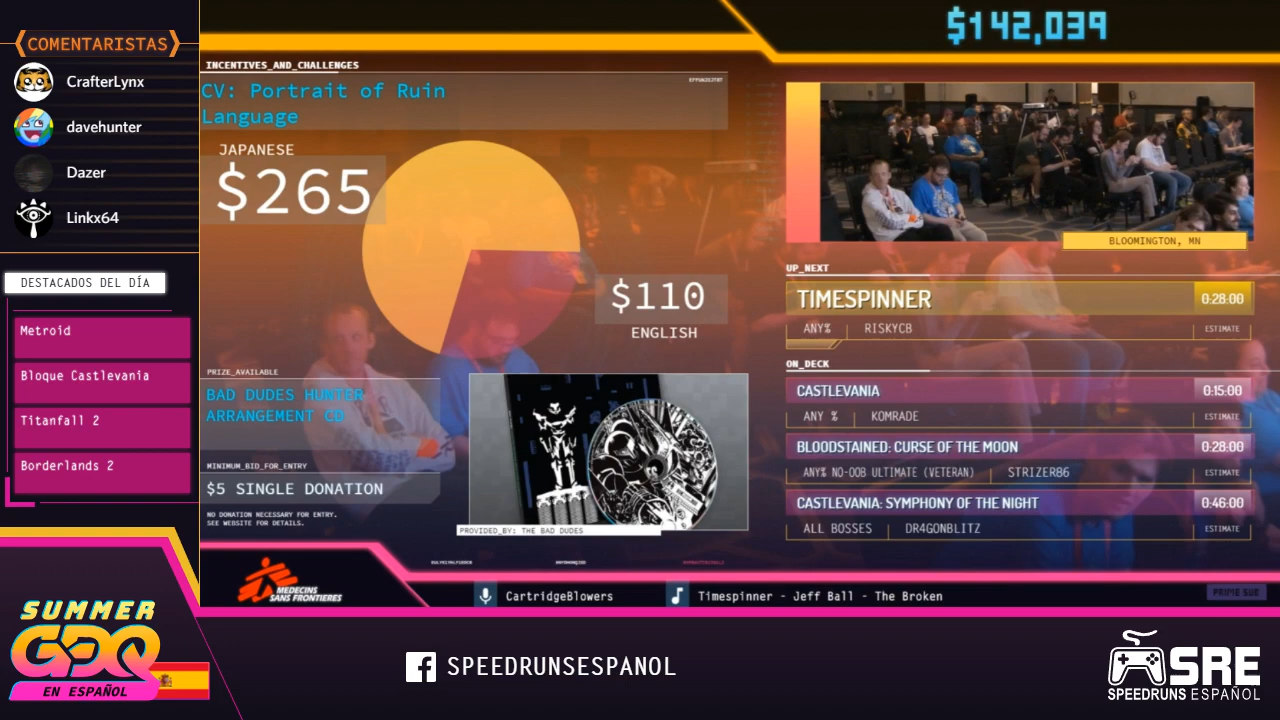 COMENTARISTAS
CrafterLynx
davehunter
Dazer
Linkx64
DESTACADOS DEL DÍA
Metroid
Bloque Castlevania
Titanfall 2
Borderlands 2
SUMMER
GDQ
EN ESPAÑOL
$142,039
INCENTIVES_AND_CHALLENGES
CV: Portrait of Ruin
Language
JAPANESE
$265
$110
ENGLISH
PRIZE_AVAILABLE
BAD DUDES HUNTER
ARRANGEMENT CD
MINIMUM_BID_FOR_ENTRY
$5 SINGLE DONATION
NO DONATION NECESSARY FOR ENTRY.
SEE WEBSITE FOR DETAILS.
PROVIDED_BY: THE BAD DUDES
BLOOMINGTON, MN
UP_NEXT
TIMESPINNER 0:28:00
ANY% RISKYCB ESTIMATE
ON_DECK
CASTLEVANIA 0:15:00
ANY % KOMRADE ESTIMATE
BLOODSTAINED: CURSE OF THE MOON 0:28:00
ANY% NO-OOB ULTIMATE (VETERAN) STRIZER86 ESTIMATE
CASTLEVANIA: SYMPHONY OF THE NIGHT 0:46:00
ALL BOSSES DR4GONBLITZ ESTIMATE
MEDECINS
SANS FRONTIERES
CartridgeBlowers
Timespinner - Jeff Ball - The Broken
PRIME SUB
SPEEDRUNSESPANOL
SRE
SPEEDRUNS ESPAÑOL